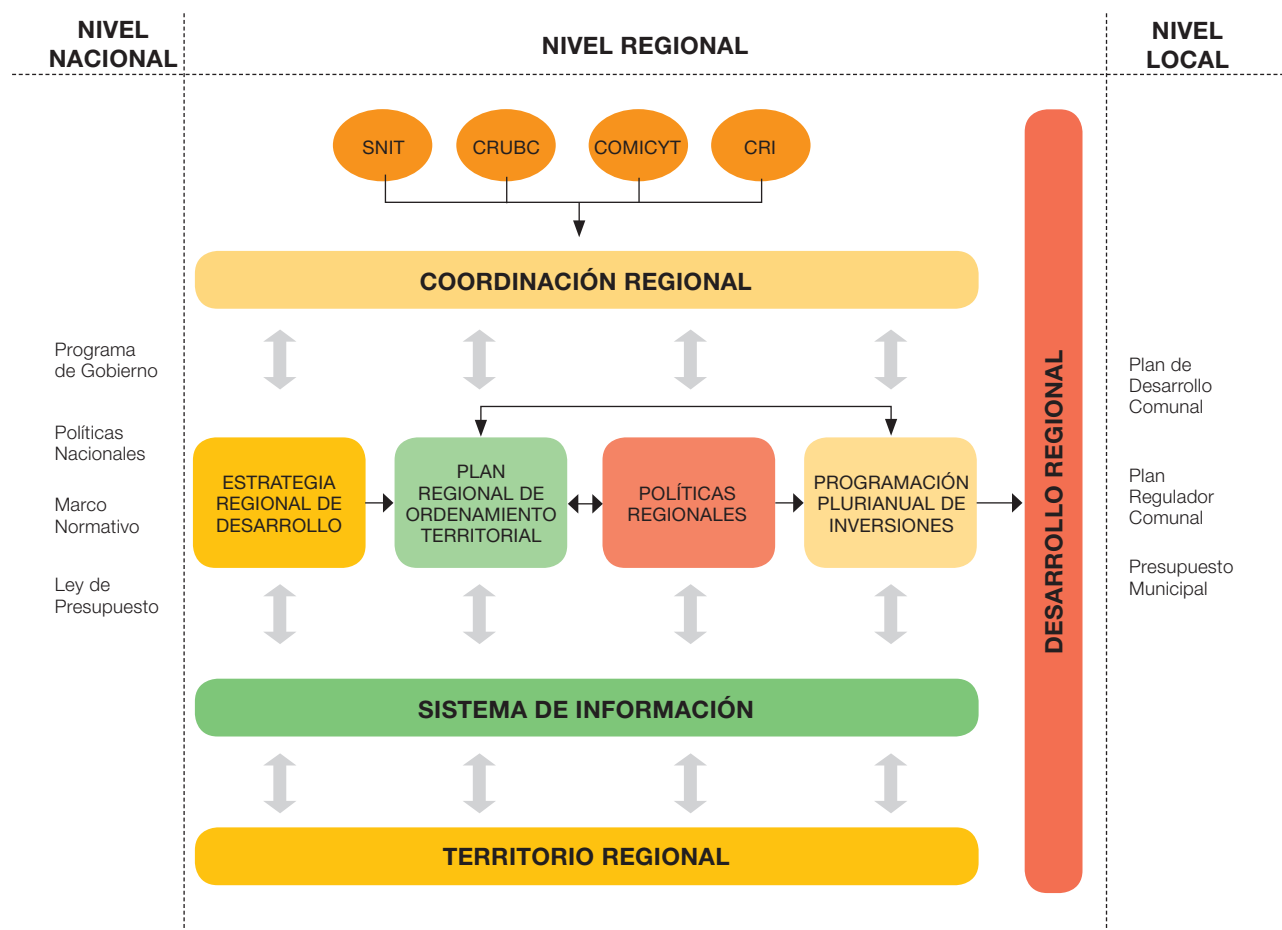 NIVEL
NACIONAL
NIVEL REGIONAL
NIVEL
LOCAL
SNIT
CRUBC
COMICYT
CRI
COORDINACIÓN REGIONAL
Programa
de Gobierno
Políticas
Nacionales
Marco
Normativo
Ley de
Presupuesto
ESTRATEGIA
REGIONAL DE
DESARROLLO
PLAN
REGIONAL DE
ORDENAMIENTO
TERRITORIAL
POLÍTICAS
REGIONALES
PROGRAMACIÓN
PLURIANUAL DE
INVERSIONES
DESARROLLO REGIONAL
Plan de
Desarrollo
Comunal
Plan
Regulador
Comunal
Presupuesto
Municipal
SISTEMA DE INFORMACIÓN
TERRITORIO REGIONAL